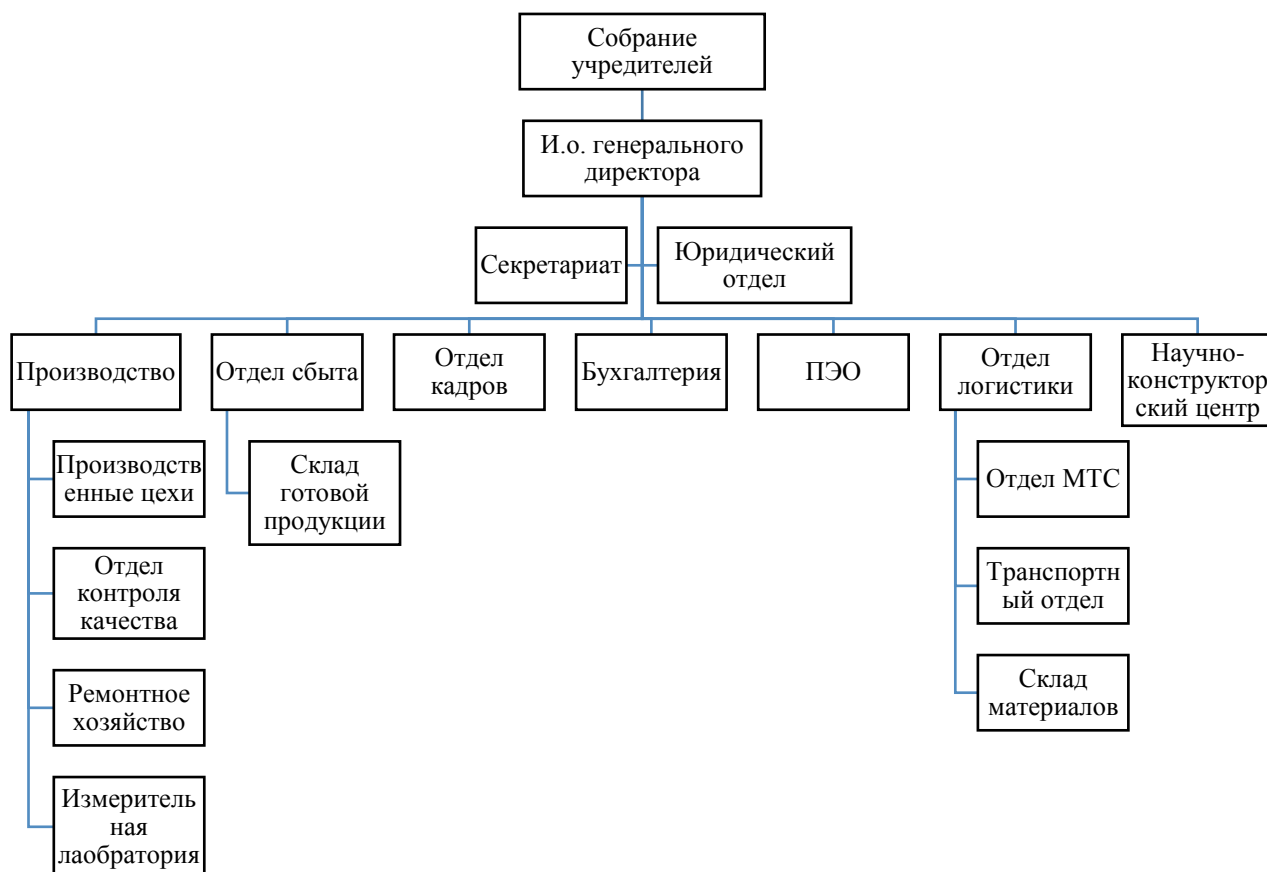 Собрание
учредителей
И.о. генерального
директора
Секретариат
Юридический
отдел
Производство
Отдел сбыта
Отдел
кадров
Бухгалтерия
ПЭО
Отдел
логистики
Научно-
конструктор
ский центр
Производств
енные цехи
Отдел
контроля
качества
Ремонтное
хозяйство
Измеритель
ная
лаобратория
Склад
готовой
продукции
Отдел МТС
Транспортн
ый отдел
Склад
материалов